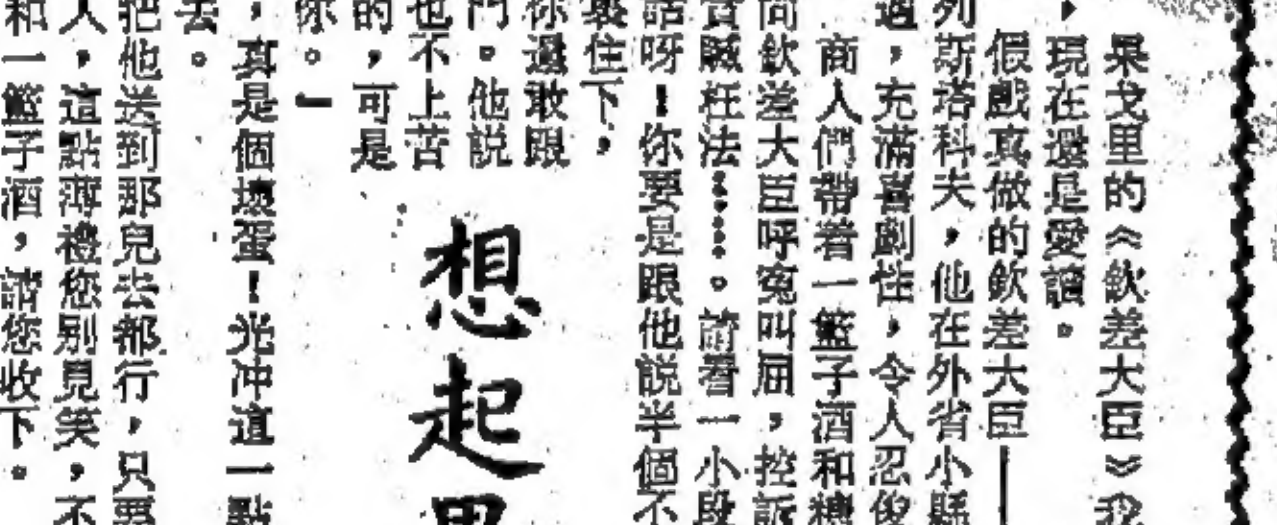 果戈里的《欽差大臣》
，現在還是愛讀。
假戲真做的欽差大臣——
列斯塔科夫，他在外省小縣
過，充滿喜劇性，令人忍俊
商人們帶着一籃子酒和糖
向欽差大臣呼寃叫屈，控訴
貪贓枉法……。請看一小段
話呀！你要是跟他說半個不
裏住下，
你還敢跟
門。他說
也不上苦
的，可是
你。』
想起果
，真是個壞蛋！光冲這一點
去。
把他送到那兒去都行，只要
人，這點薄禮您別見笑，不
和一籃子酒，請您收下。